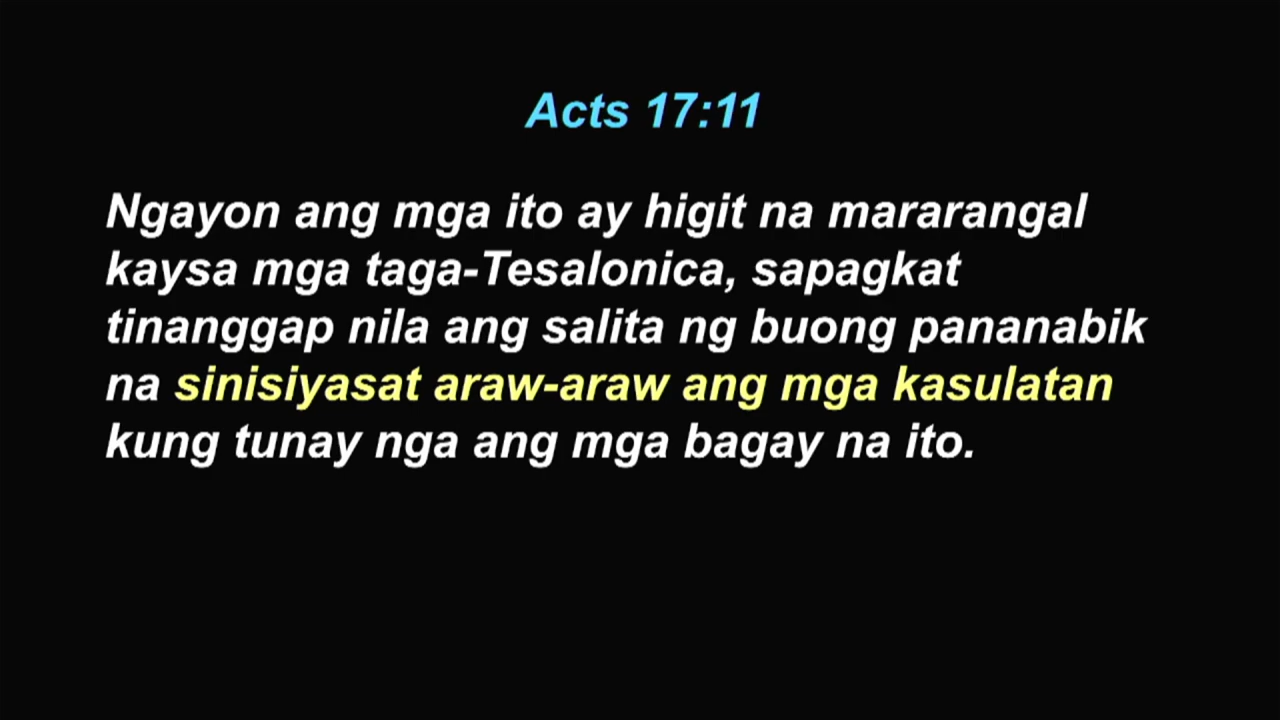 Acts 17:11
Ngayon ang mga ito ay higit na mararangal
kaysa mga taga-Tesalonica, sapagkat
tinanggap nila ang salita ng buong pananabik
na sinisiyasat araw-araw ang mga kasulatan
kung tunay nga ang mga bagay na ito.